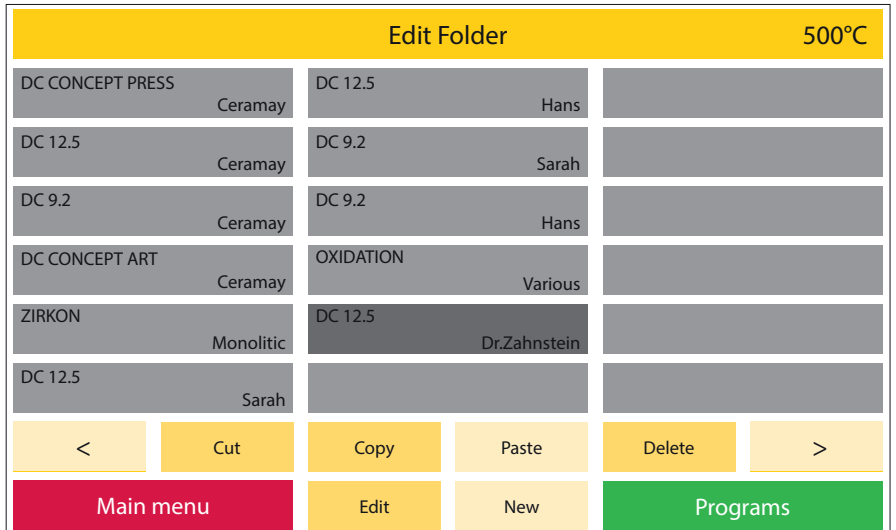 Edit Folder
500°C
DC CONCEPT PRESS
Ceramay
DC 12.5
Hans
DC 12.5
Ceramay
DC 9.2
Sarah
DC 9.2
Ceramay
DC 9.2
Hans
DC CONCEPT ART
Ceramay
OXIDATION
Various
ZIRKON
Monolitic
DC 12.5
Dr.Zahnstein
DC 12.5
Sarah
<
Cut
Copy
Paste
Delete
>
Main menu
Edit
New
Programs